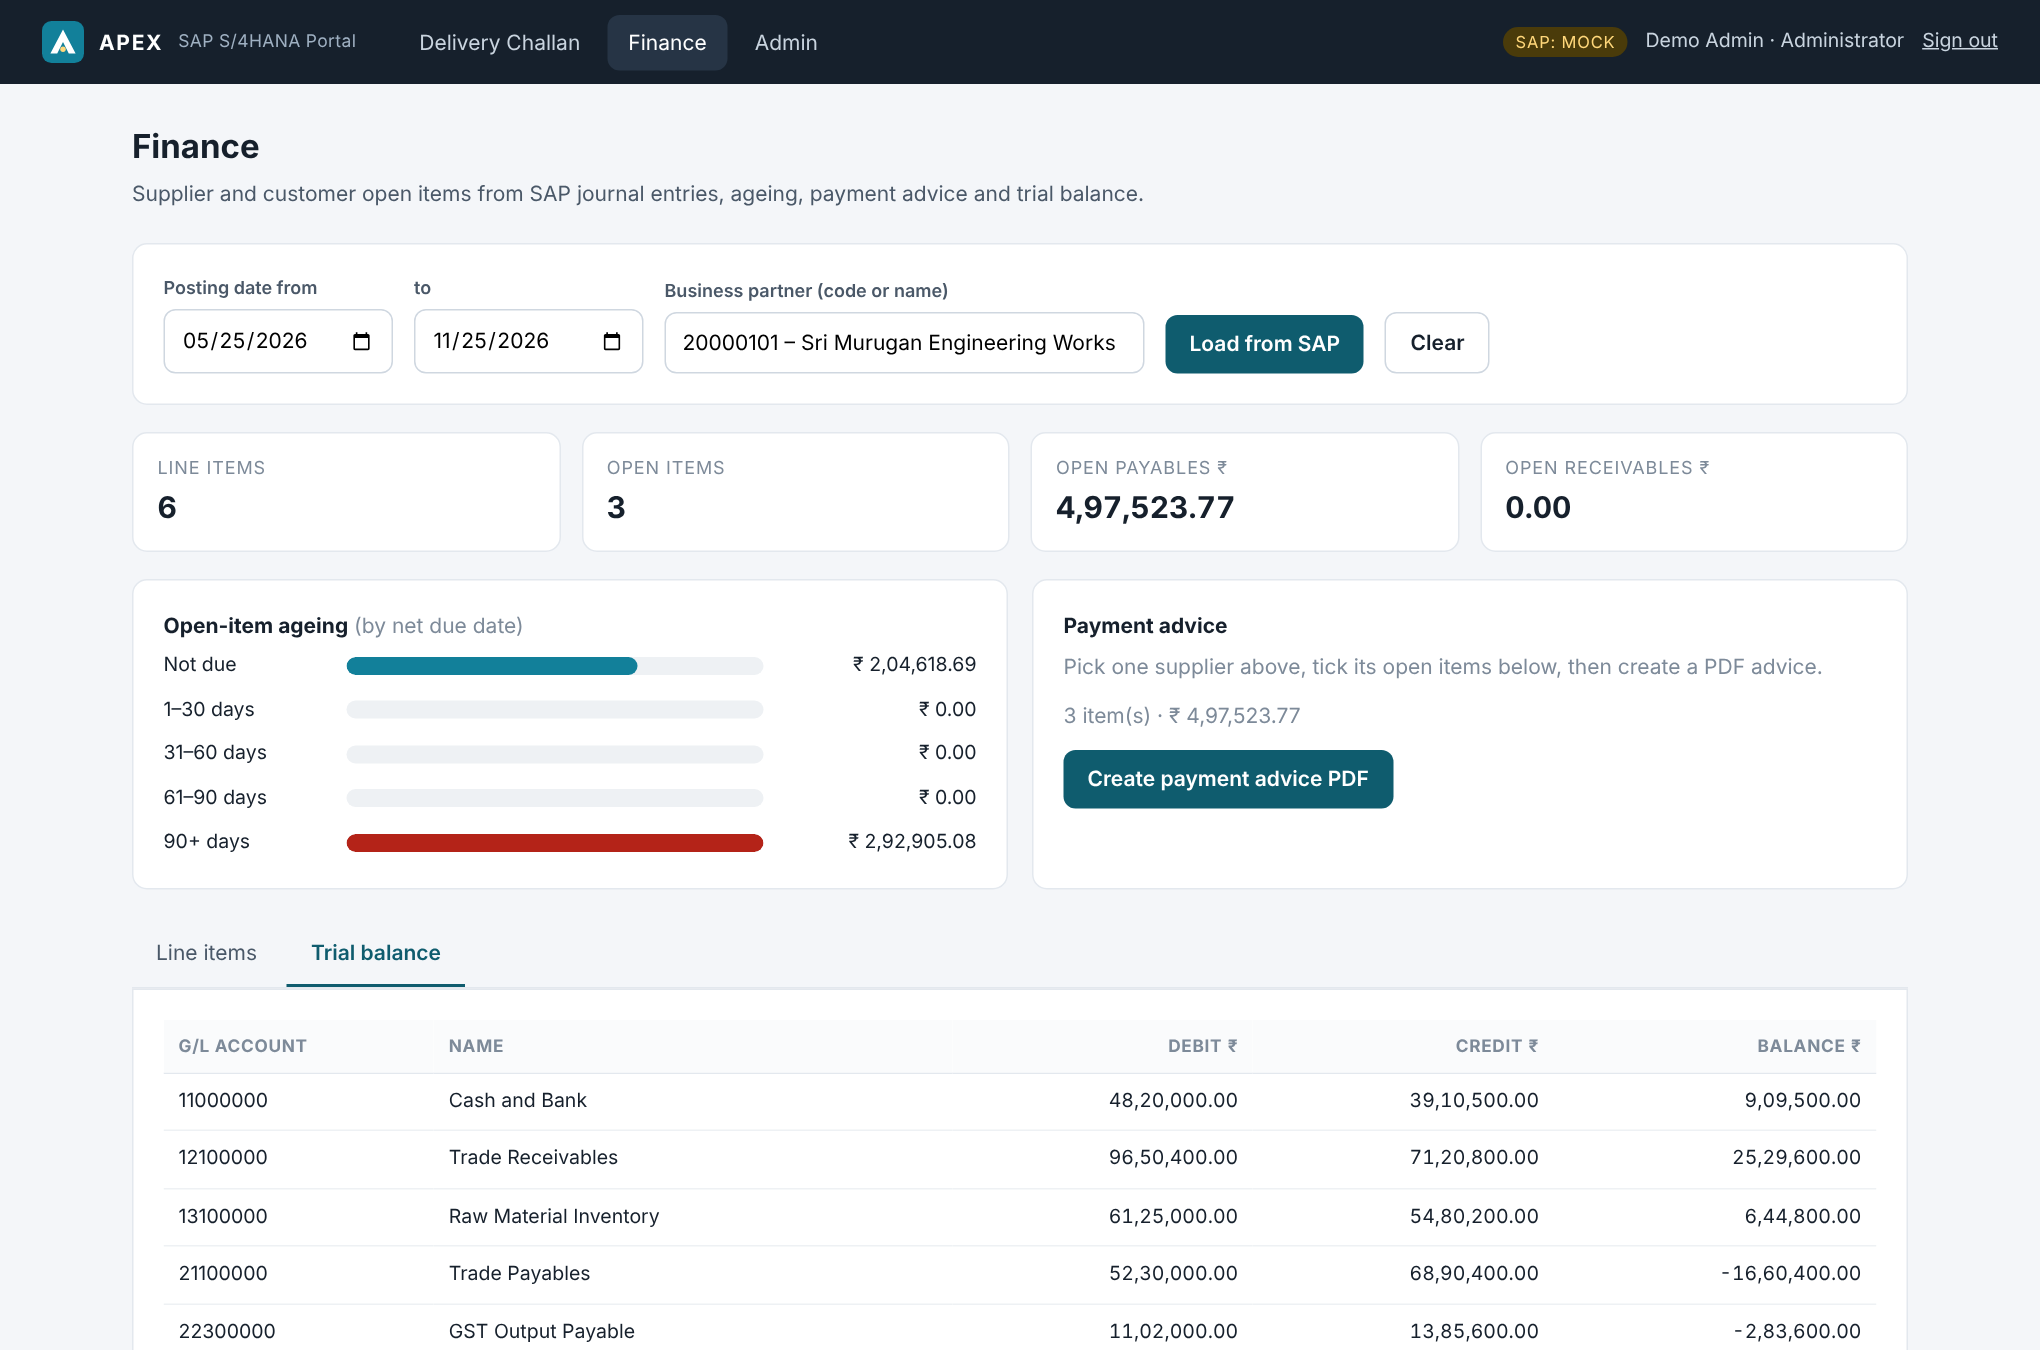 APEX SAP S/4HANA Portal Delivery Challan Finance Admin SAP: MOCK Demo Admin · Administrator Sign out
Finance
Supplier and customer open items from SAP journal entries, ageing, payment advice and trial balance.
Posting date from to Business partner (code or name)
05/25/2026 11/25/2026 20000101 – Sri Murugan Engineering Works Load from SAP Clear
LINE ITEMS OPEN ITEMS OPEN PAYABLES ₹ OPEN RECEIVABLES ₹
6 3 4,97,523.77 0.00
Open-item ageing (by net due date)
Not due ₹ 2,04,618.69
1–30 days ₹ 0.00
31–60 days ₹ 0.00
61–90 days ₹ 0.00
90+ days ₹ 2,92,905.08
Payment advice
Pick one supplier above, tick its open items below, then create a PDF advice.
3 item(s) · ₹ 4,97,523.77
Create payment advice PDF
Line items Trial balance
G/L ACCOUNT NAME DEBIT ₹ CREDIT ₹ BALANCE ₹
11000000 Cash and Bank 48,20,000.00 39,10,500.00 9,09,500.00
12100000 Trade Receivables 96,50,400.00 71,20,800.00 25,29,600.00
13100000 Raw Material Inventory 61,25,000.00 54,80,200.00 6,44,800.00
21100000 Trade Payables 52,30,000.00 68,90,400.00 -16,60,400.00
22300000 GST Output Payable 11,02,000.00 13,85,600.00 -2,83,600.00